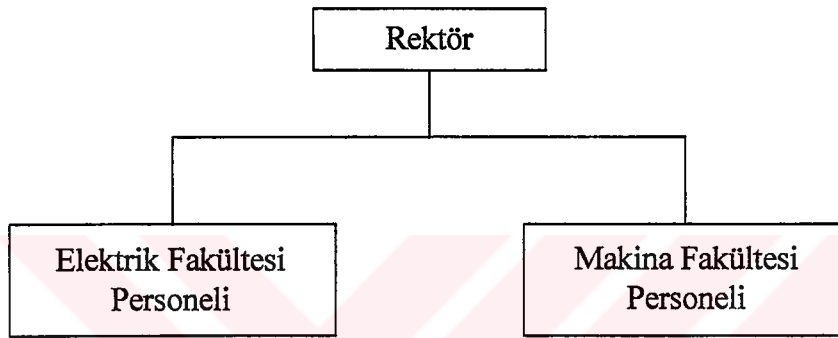 Rektör
Elektrik Fakültesi
Personeli
Makina Fakültesi
Personeli